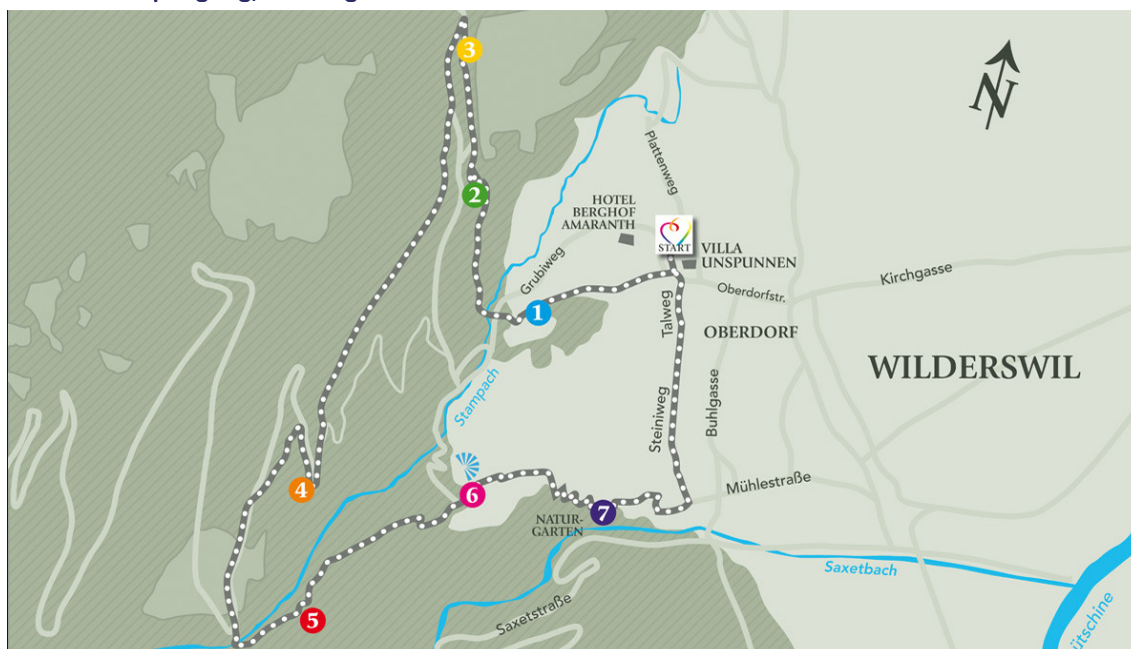 3
N
Plattenweg
2
HOTEL
BERGHOF
AMARANTH
START
VILLA
UNSPUNNEN
Grubiweg
Kirchgasse
Oberdorfstr.
1
Talweg
OBERDORF
WILDERSWIL
Stampach
Steiniweg
Buhlgasse
4
6
Mühlestraße
7
NATUR-
GARTEN
Saxetbach
Saxetstraße
5
ütschine